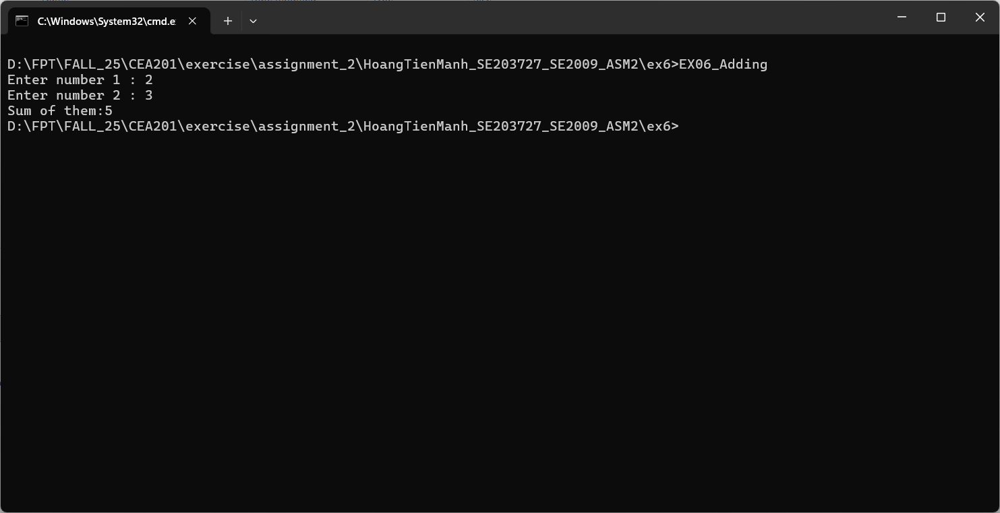 C:\Windows\System32\cmd.e
D:\FPT\FALL_25\CEA201\exercise\assignment_2\HoangTienManh_SE203727_SE2009_ASM2\ex6>EX06_Adding
Enter number 1 : 2
Enter number 2 : 3
Sum of them:5
D:\FPT\FALL_25\CEA201\exercise\assignment_2\HoangTienManh_SE203727_SE2009_ASM2\ex6>